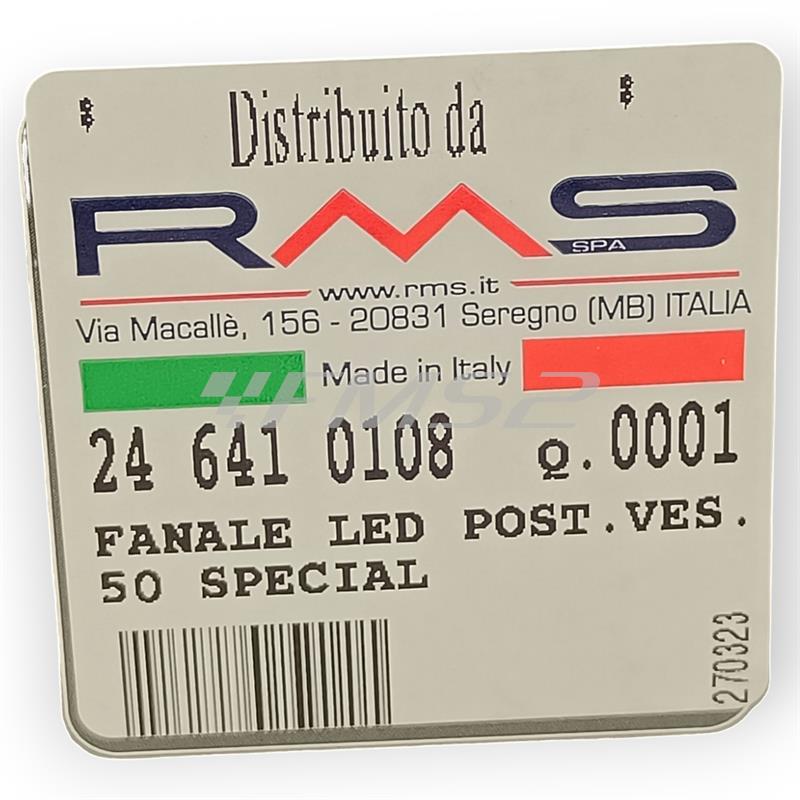 Distribuito da
RMS
SPA
www.rms.it
Via Macallè, 156 - 20831 Seregno (MB) ITALIA
Made in Italy
FMS2
24 641 0108 Q.0001
FANALE LED POST.VES.
50 SPECIAL
270323